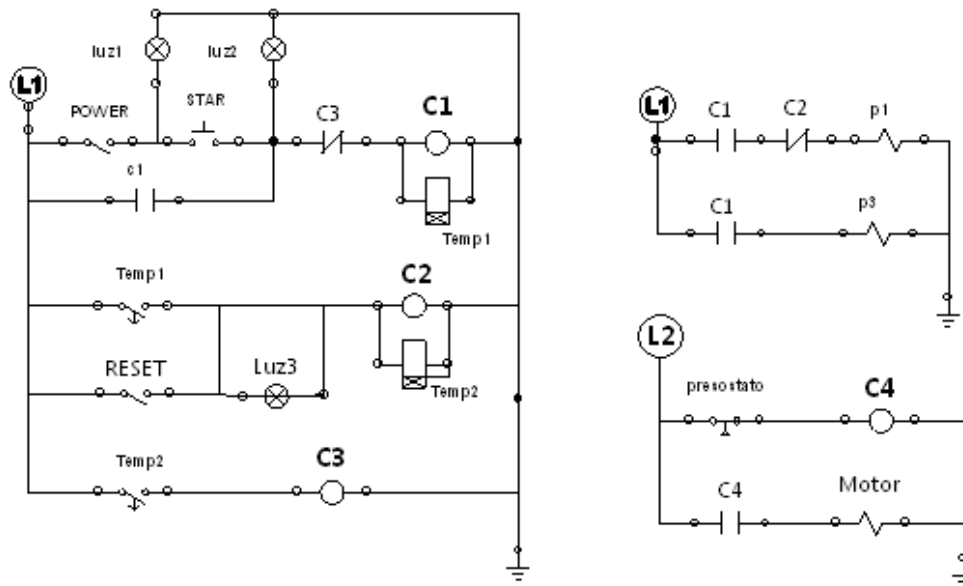 luz1
luz2
L1
POWER
STAR
C3
C1
c1
Temp1
Temp1
C2
RESET
Luz3
Temp2
Temp2
C3
L1
C1
C2
p1
C1
p3
L2
presostato
C4
C4
Motor